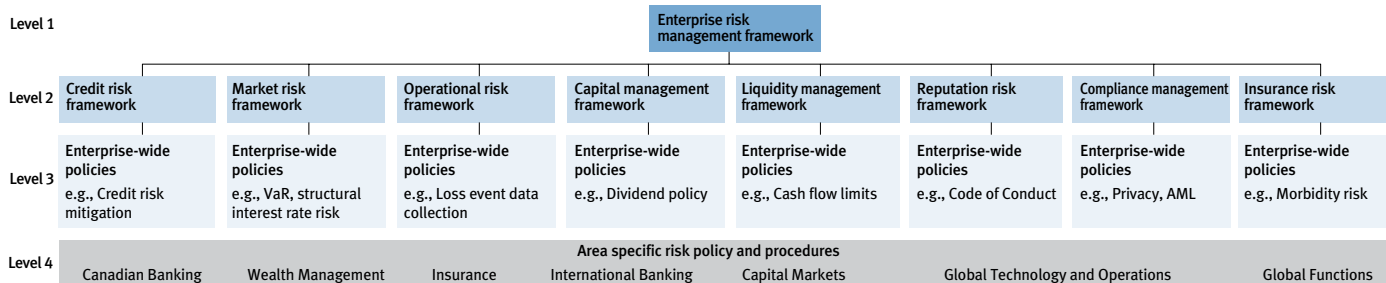 Level 1
Enterprise risk
management framework
Level 2
Credit risk
framework
Market risk
framework
Operational risk
framework
Capital management
framework
Liquidity management
framework
Reputation risk
framework
Compliance management
framework
Insurance risk
framework
Level 3
Enterprise-wide
policies
e.g., Credit risk
mitigation
Enterprise-wide
policies
e.g., VaR, structural
interest rate risk
Enterprise-wide
policies
e.g., Loss event data
collection
Enterprise-wide
policies
e.g., Dividend policy
Enterprise-wide
policies
e.g., Cash flow limits
Enterprise-wide
policies
e.g., Code of Conduct
Enterprise-wide
policies
e.g., Privacy, AML
Enterprise-wide
policies
e.g., Morbidity risk
Level 4
Area specific risk policy and procedures
Canadian Banking Wealth Management Insurance International Banking Capital Markets Global Technology and Operations Global Functions